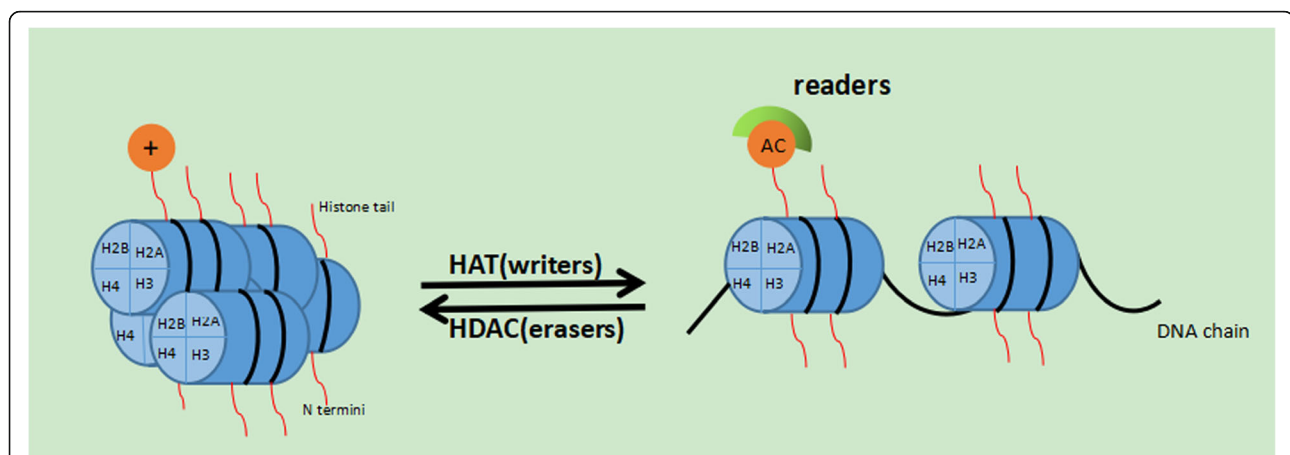 readers
+
AC
Histone tail
H2B H2A
H4 H3
H4
H2B H2A
H4 H3
N termini
HAT(writers)
HDAC(erasers)
H2B H2A
H4 H3
H2B H2A
H4 H3
DNA chain